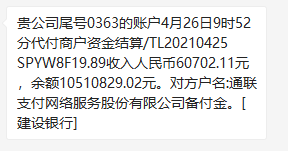 贵公司尾号0363的账户4月26日9时52
分代付商户资金结算/TL20210425
SPYW8F19.89收入人民币60702.11元
，余额10510829.02元。对方户名:通联
支付网络服务股份有限公司备付金。[
建设银行]